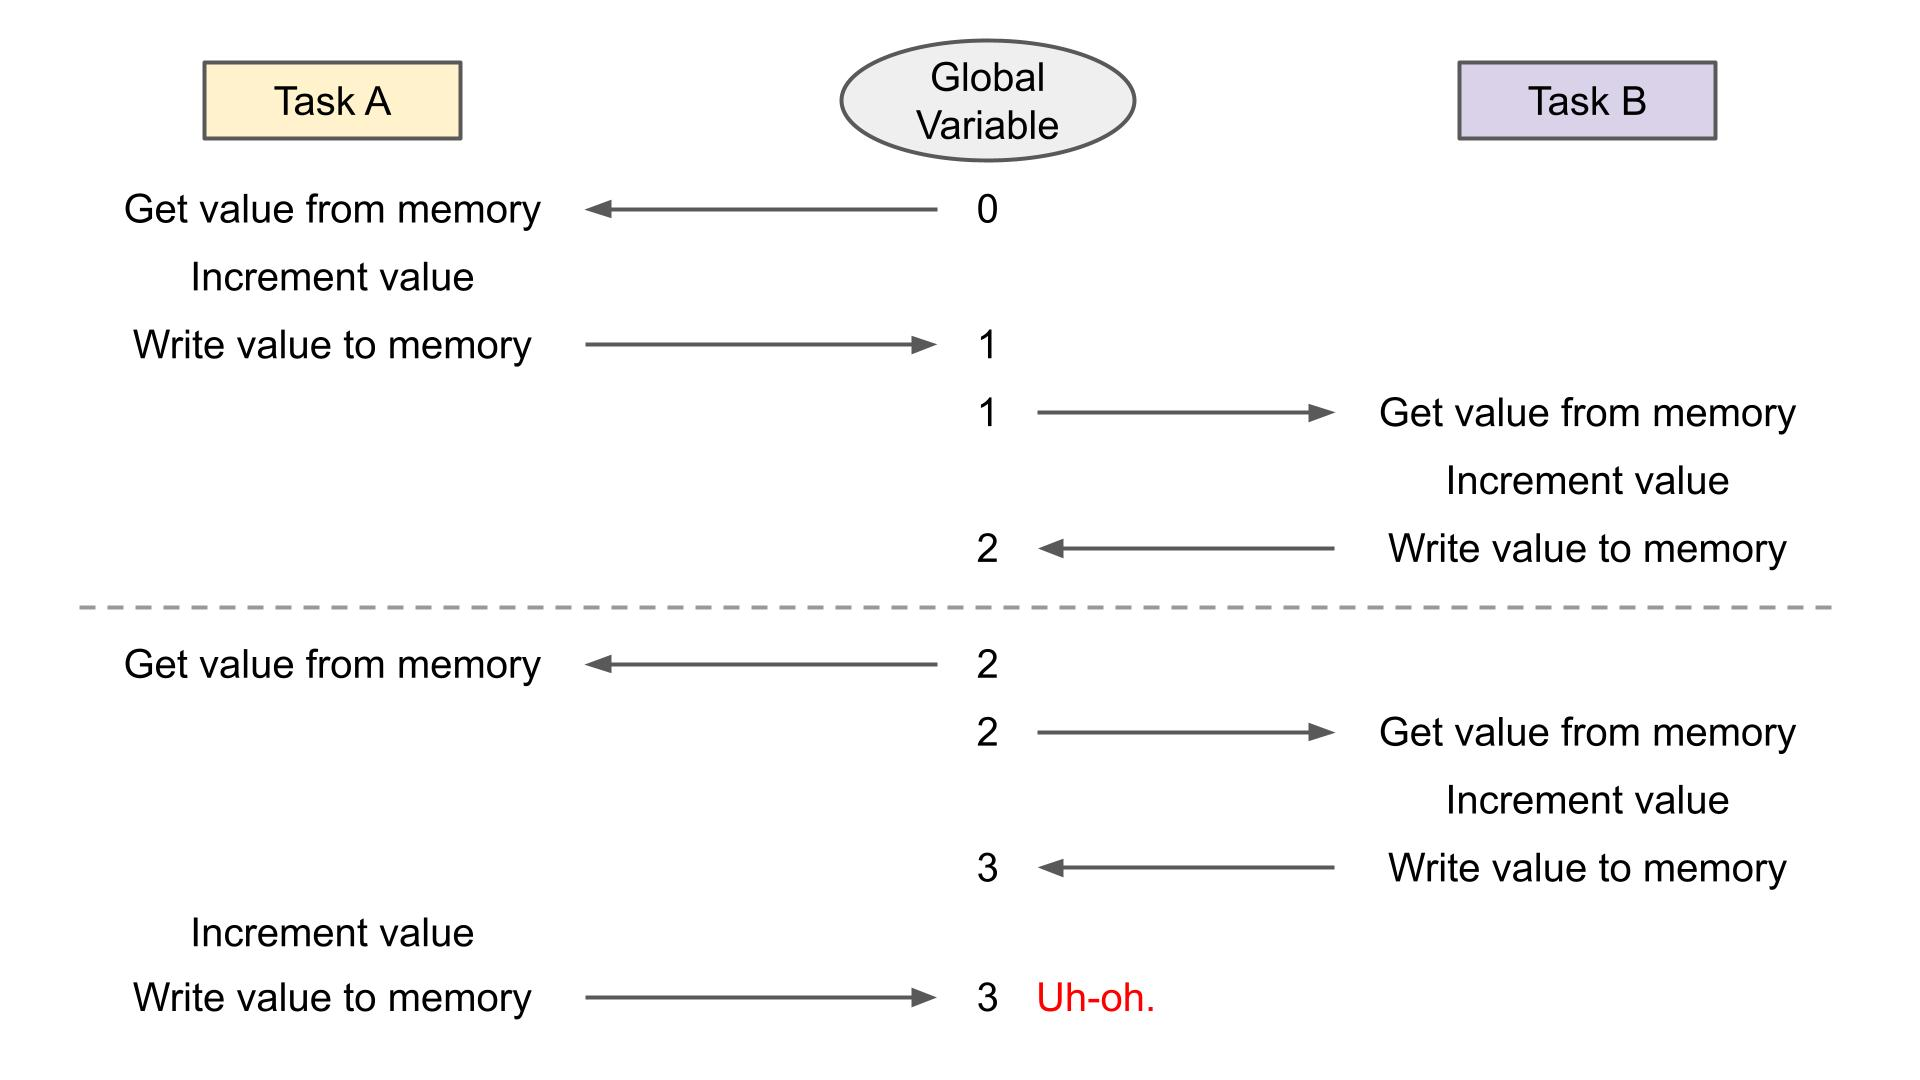 Task A
Global
Variable
Task B
Get value from memory
0
Increment value
Write value to memory
1
1
Get value from memory
Increment value
2
Write value to memory
Get value from memory
2
2
Get value from memory
Increment value
3
Write value to memory
Increment value
Write value to memory
3
Uh-oh.